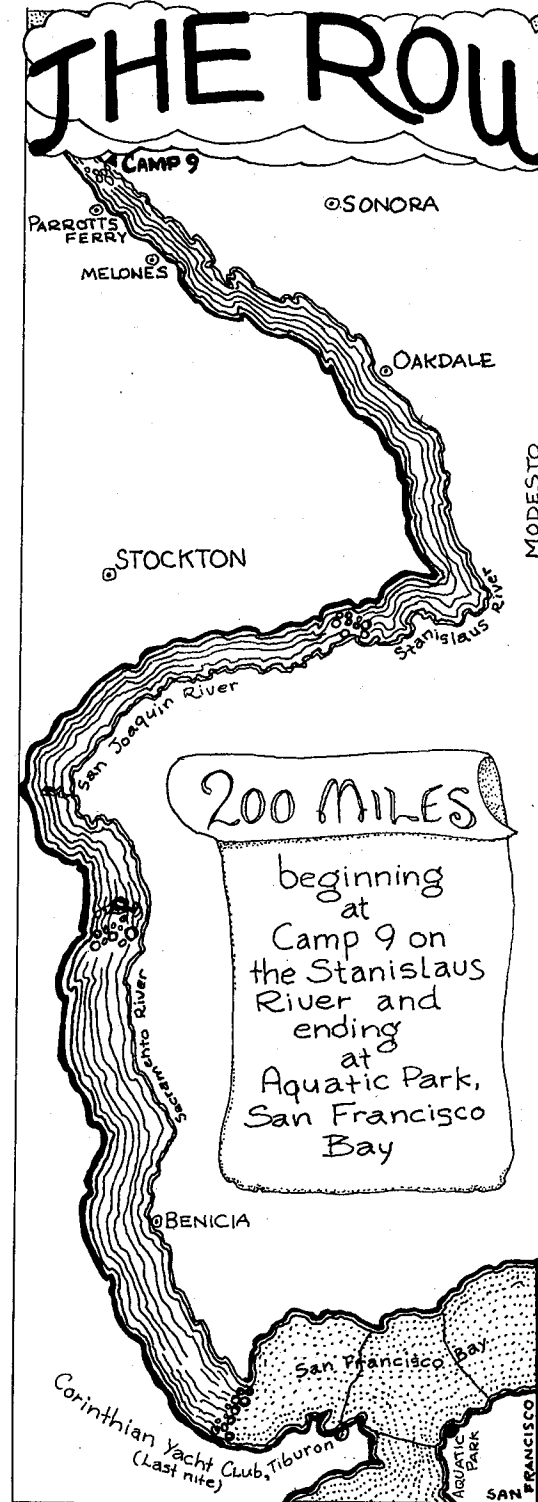 THE ROW
CAMP 9
SONORA
PARROTTS
FERRY
MELONES
OAKDALE
MODESTO
STOCKTON
Stanislaus River
San Joaquin River
200 MILES
beginning
at
Camp 9 on
the Stanislaus
River and
ending
at
Aquatic Park,
San Francisco
Bay
Sacramento River
BENICIA
San Francisco Bay
Corinthian Yacht Club, Tiburon
(Last nite)
AQUATIC
PARK
SAN FRANCISCO